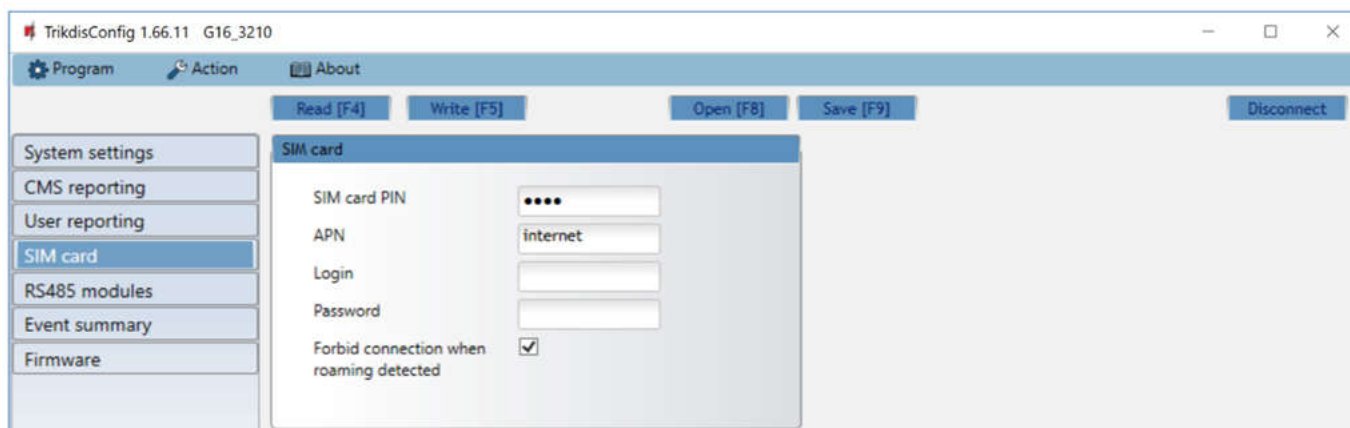 TrikdisConfig 1.66.11 G16_3210
Program Action About
Read [F4] Write [F5] Open [F8] Save [F9] Disconnect
System settings
CMS reporting
User reporting
SIM card
RS485 modules
Event summary
Firmware
SIM card
SIM card PIN ••••
APN internet
Login
Password
Forbid connection when
roaming detected